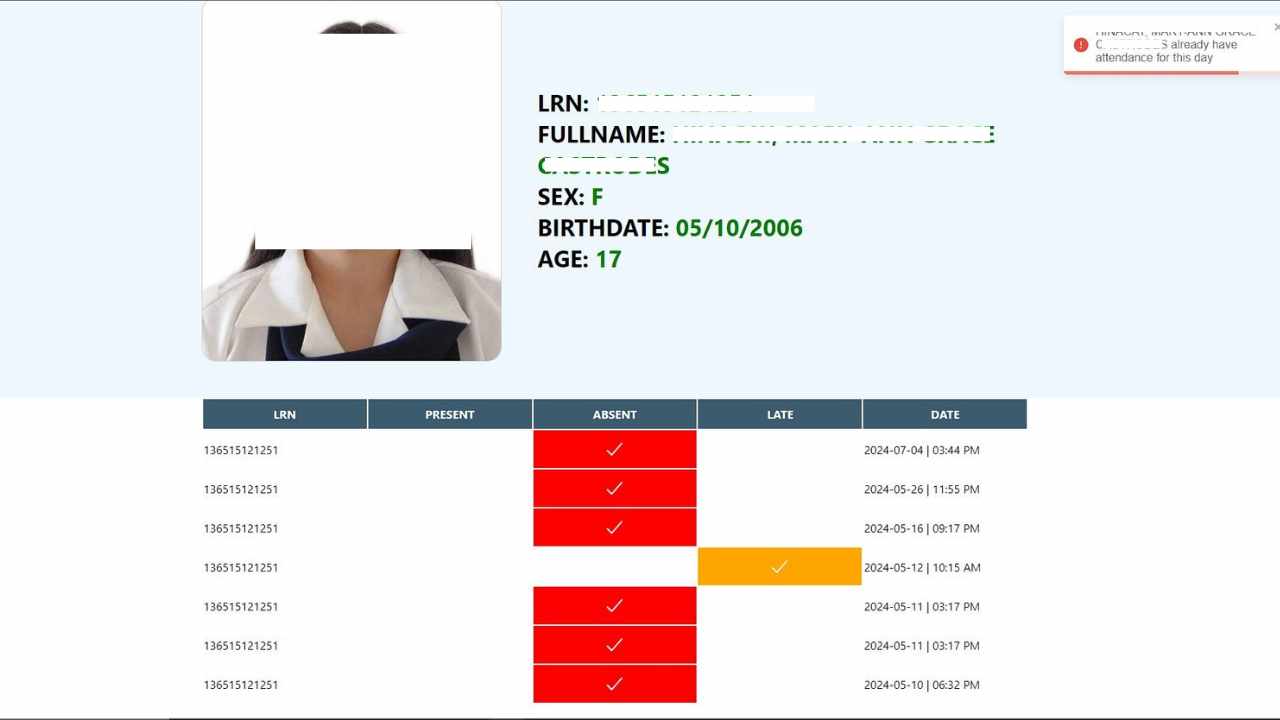 already have
attendance for this day
LRN:
FULLNAME:
SEX: F
BIRTHDATE: 05/10/2006
AGE: 17
LRN PRESENT ABSENT LATE DATE
136515121251 2024-07-04 | 03:44 PM
136515121251 2024-05-26 | 11:55 PM
136515121251 2024-05-16 | 09:17 PM
136515121251 2024-05-12 | 10:15 AM
136515121251 2024-05-11 | 03:17 PM
136515121251 2024-05-11 | 03:17 PM
136515121251 2024-05-10 | 06:32 PM